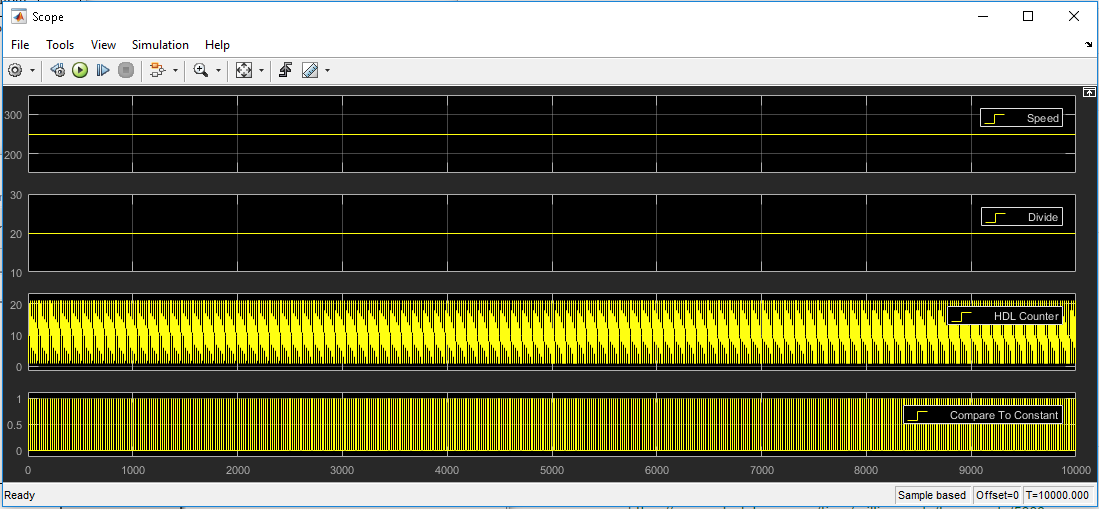 Scope
File Tools View Simulation Help
300
200
Speed
30
20
10
Divide
20
10
0
HDL Counter
1
0.5
0
Compare To Constant
0 1000 2000 3000 4000 5000 6000 7000 8000 9000 10000
Ready Sample based Offset=0 T=10000.000